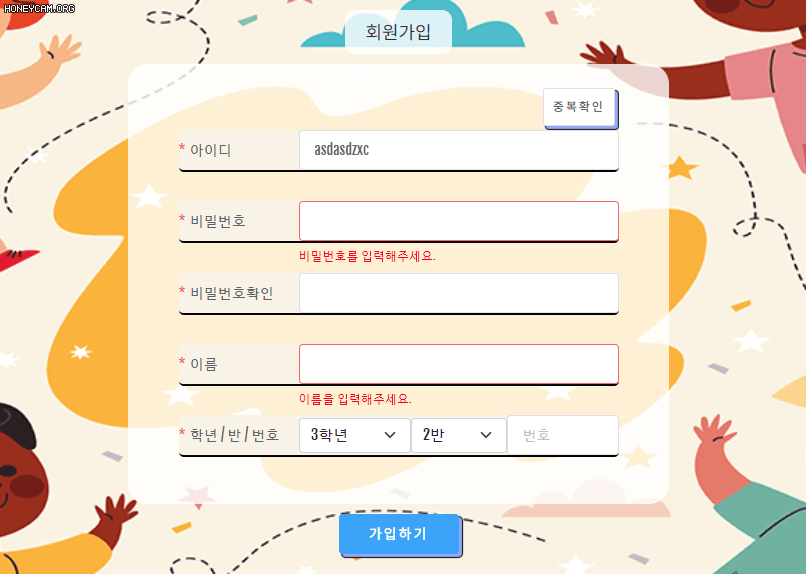 HONEYCAM.ORG
회원가입
중복확인
* 아이디 asdasdzxc
* 비밀번호
비밀번호를 입력해주세요.
* 비밀번호확인
* 이름
이름을 입력해주세요.
* 학년 / 반 / 번호 3학년 2반 번호
가입하기